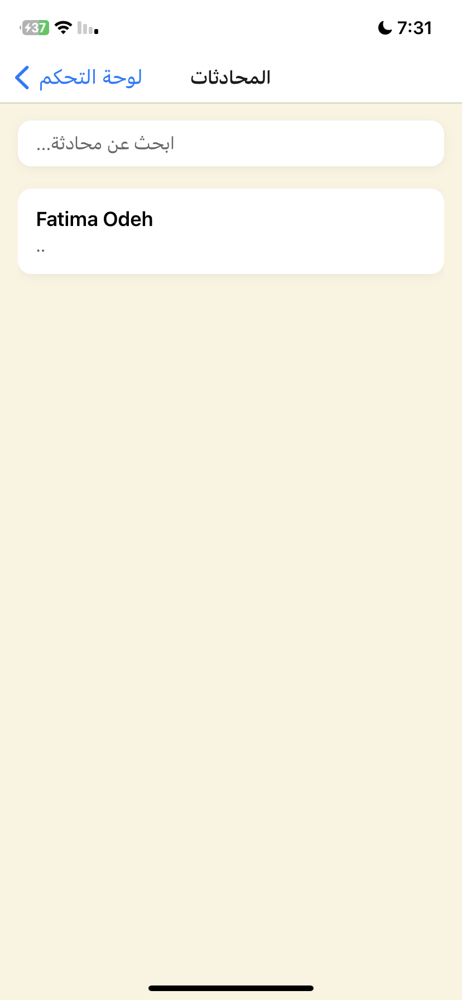 37
7:31
لوحة التحكم
المحادثات
ابحث عن محادثة...
Fatima Odeh
..